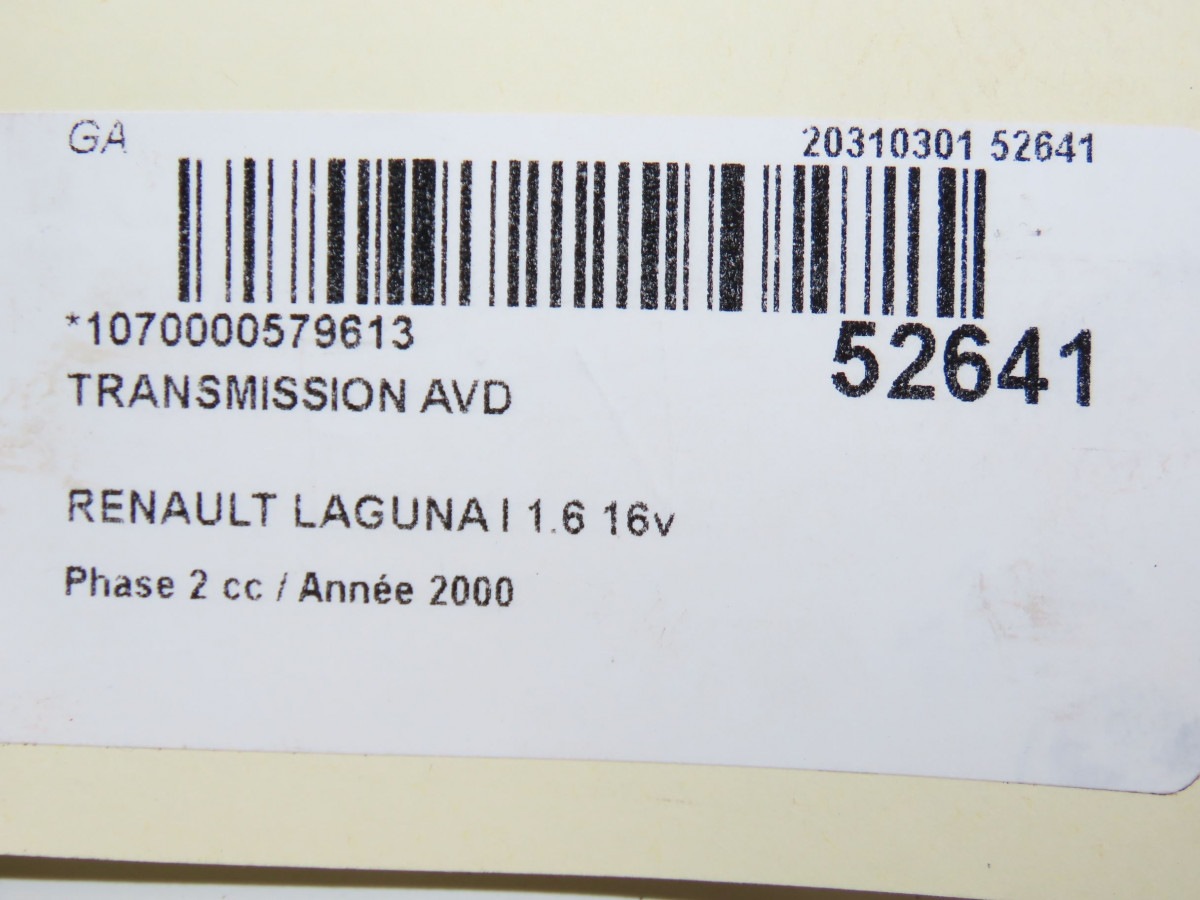 GA 20310301 52641
*1070000579613
52641
TRANSMISSION AVD
RENAULT LAGUNA I 1.6 16v
Phase 2 cc / Année 2000